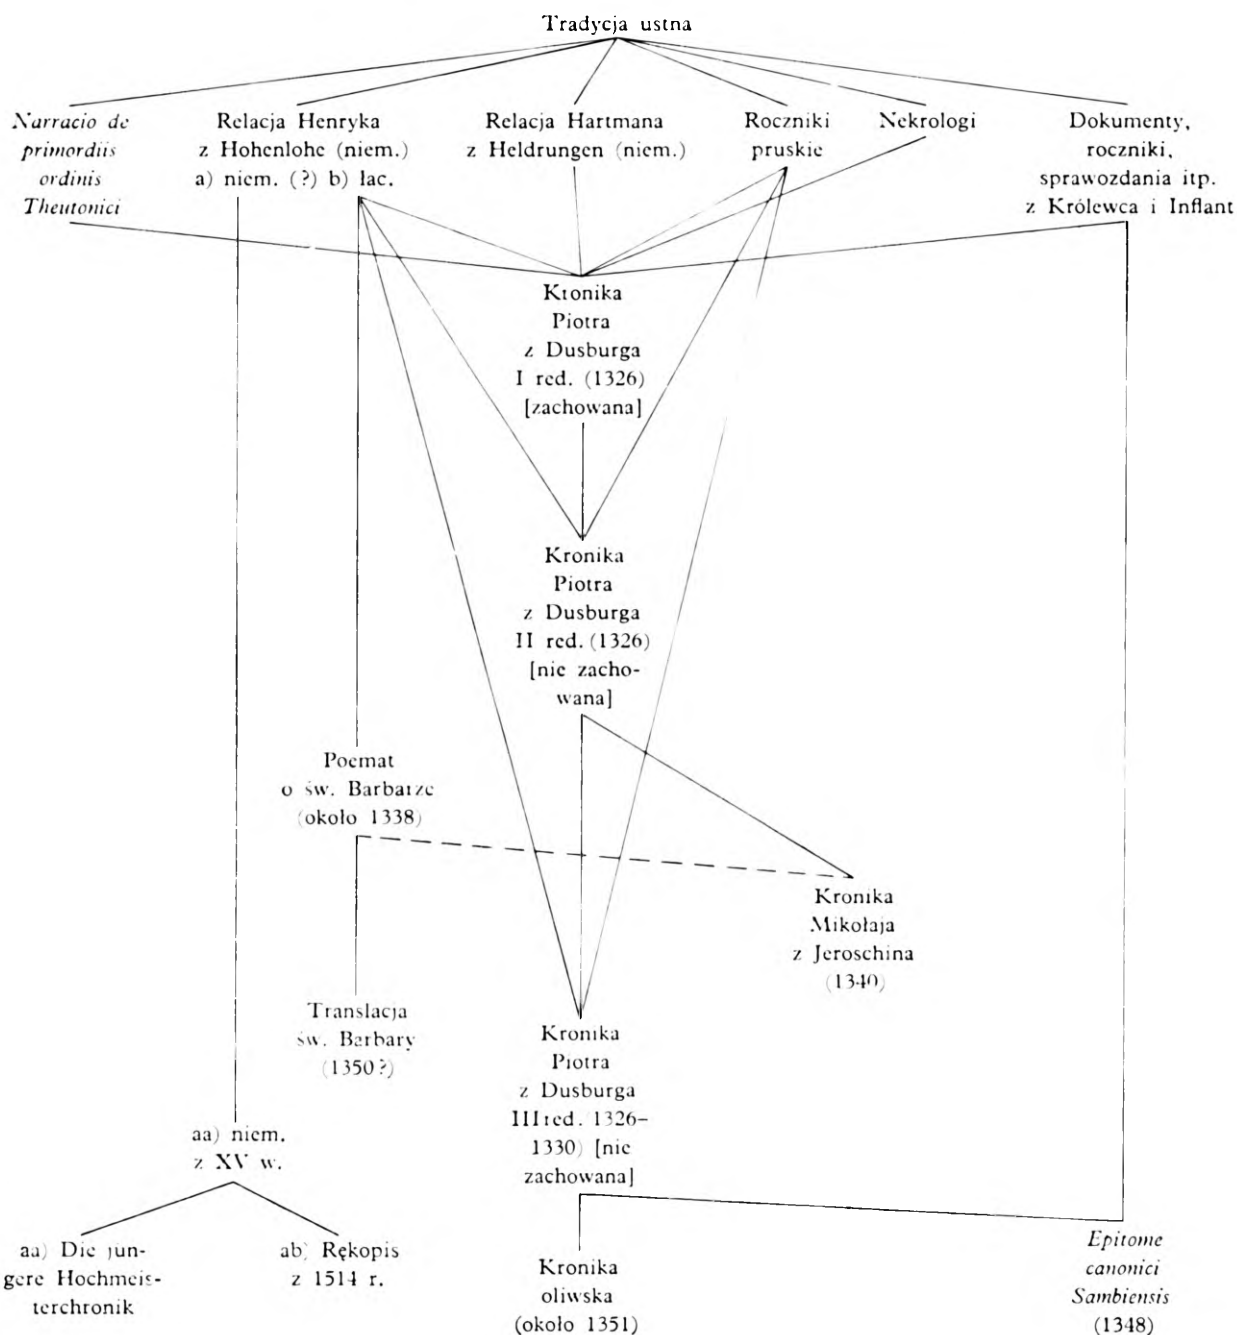 Tradycja ustna
Narracio de
primordiis
ordinis
Theutonici
Relacja Henryka
z Hohenlohe (niem.)
a) niem. (?) b) łac.
Relacja Hartmana
z Heldrungen (niem.)
Roczniki
pruskie
Nekrologi
Dokumenty,
roczniki,
sprawozdania itp.
z Królewca i Inflant
Kronika
Piotra
z Dusburga
I red. (1326)
[zachowana]
Kronika
Piotra
z Dusburga
II red. (1326)
[nie zacho-
wana]
Poemat
o św. Barbarze
(około 1338)
Kronika
Mikołaja
z Jeroschina
(1340)
Translacja
św. Barbary
(1350?)
Kronika
Piotra
z Dusburga
III red. 1326–
1330) [nie
zachowana]
aa) niem.
z XV w.
aa) Die jün-
gere Hochmeis-
terchronik
ab) Rękopis
z 1514 r.
Kronika
oliwska
(około 1351)
Epitome
canonici
Sambiensis
(1348)